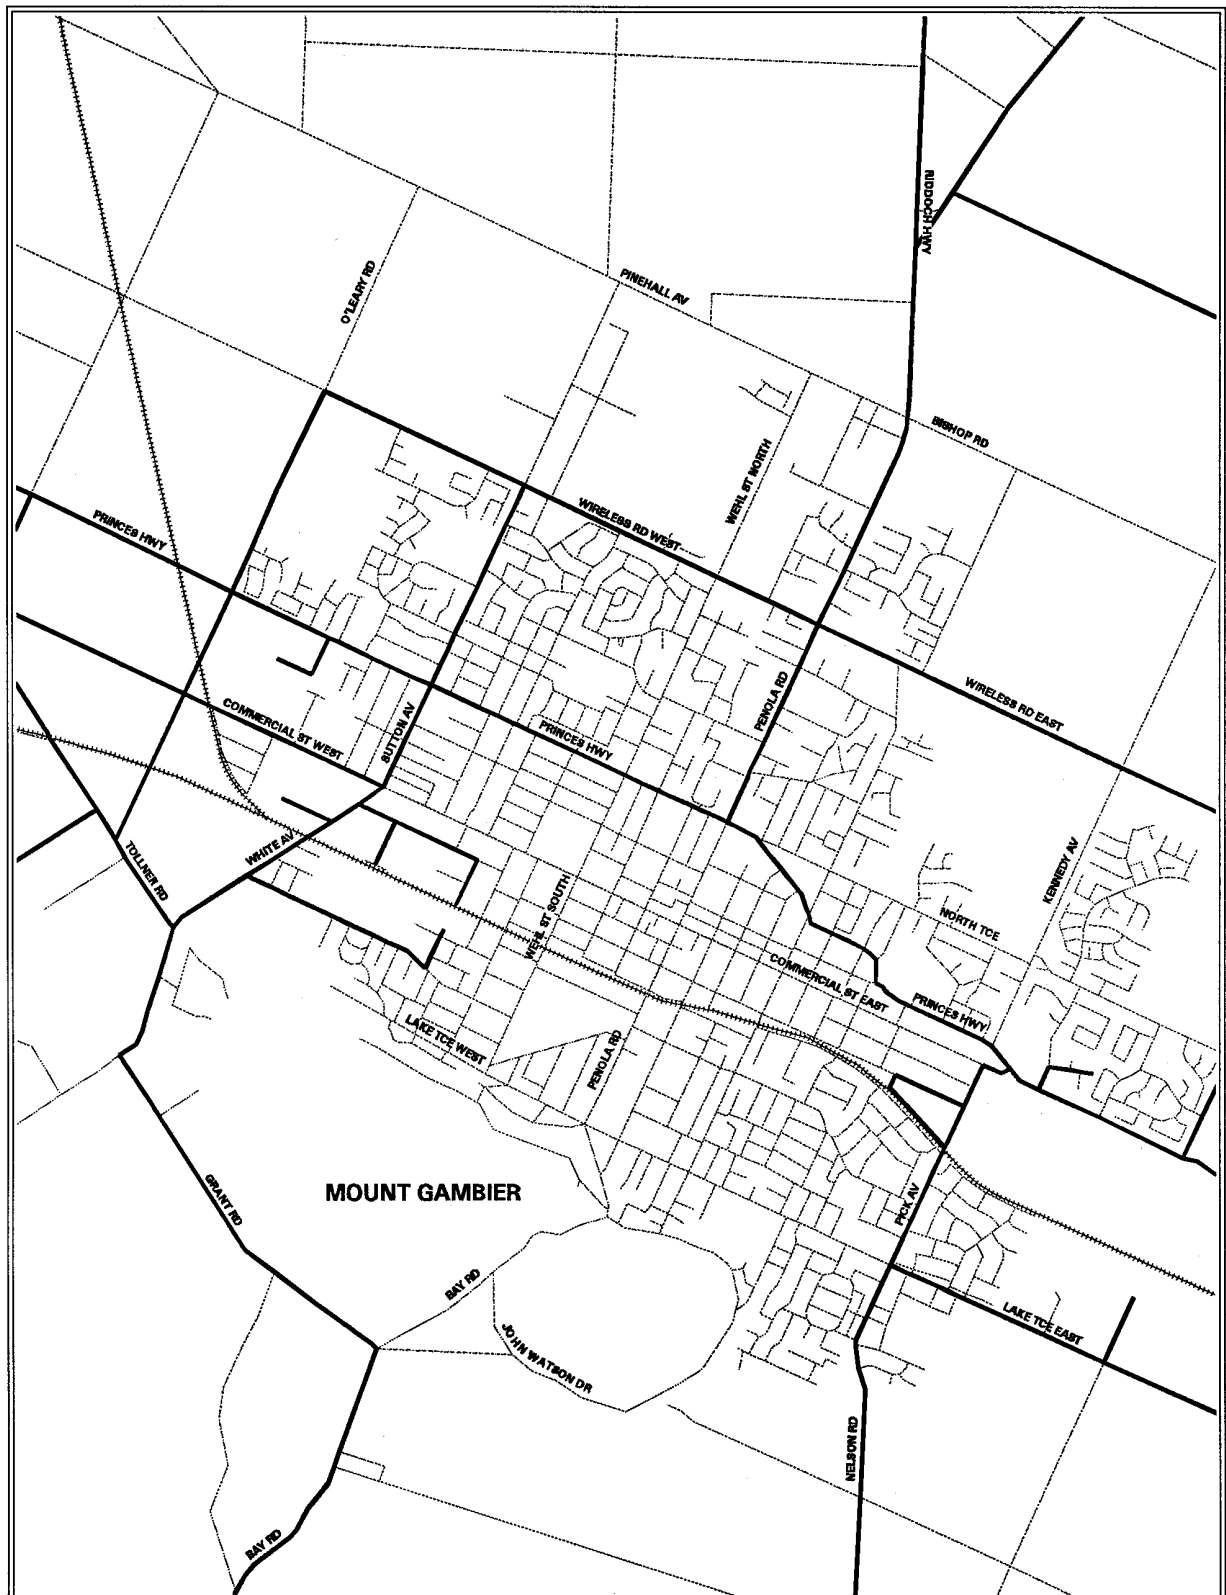 RIDDOCH HWY
O'LEARY RD
PINEHALL AV
BISHOP RD
WEHL ST NORTH
WIRELESS RD WEST
PRINCES HWY
WIRELESS RD EAST
PENOLA RD
COMMERCIAL ST WEST
SUTTON AV
PRINCES HWY
TOLLNER RD
WHITE AV
KENNEDY AV
WEHL ST SOUTH
NORTH TCE
COMMERCIAL ST EAST
PRINCES HWY
LAKE TCE WEST
PENOLA RD
MOUNT GAMBIER
GRANT RD
PICK AV
BAY RD
LAKE TCE EAST
JOHN WATSON DR
NELSON RD
BAY RD